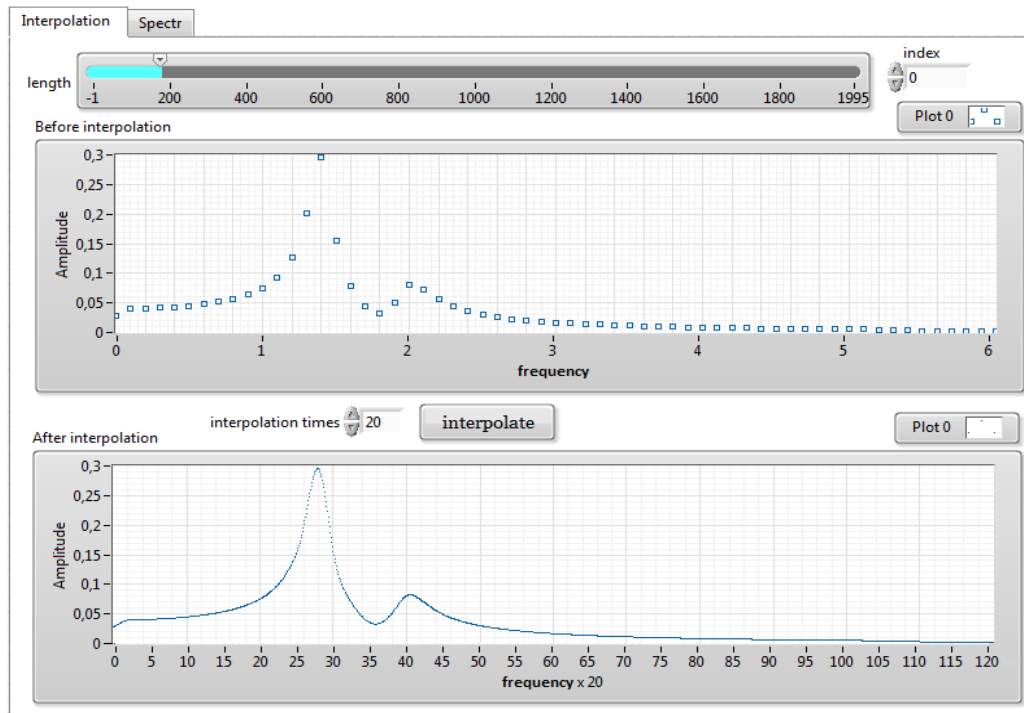 Interpolation Spectr
length
-1 200 400 600 800 1000 1200 1400 1600 1800 1995
index
0
Plot 0
Before interpolation
Amplitude
0,3
0,25
0,2
0,15
0,1
0,05
0
0 1 2 3 4 5 6
frequency
interpolation times 20 interpolate
Plot 0
After interpolation
Amplitude
0,3
0,25
0,2
0,15
0,1
0,05
0
0 5 10 15 20 25 30 35 40 45 50 55 60 65 70 75 80 85 90 95 100 105 110 115 120
frequency x 20